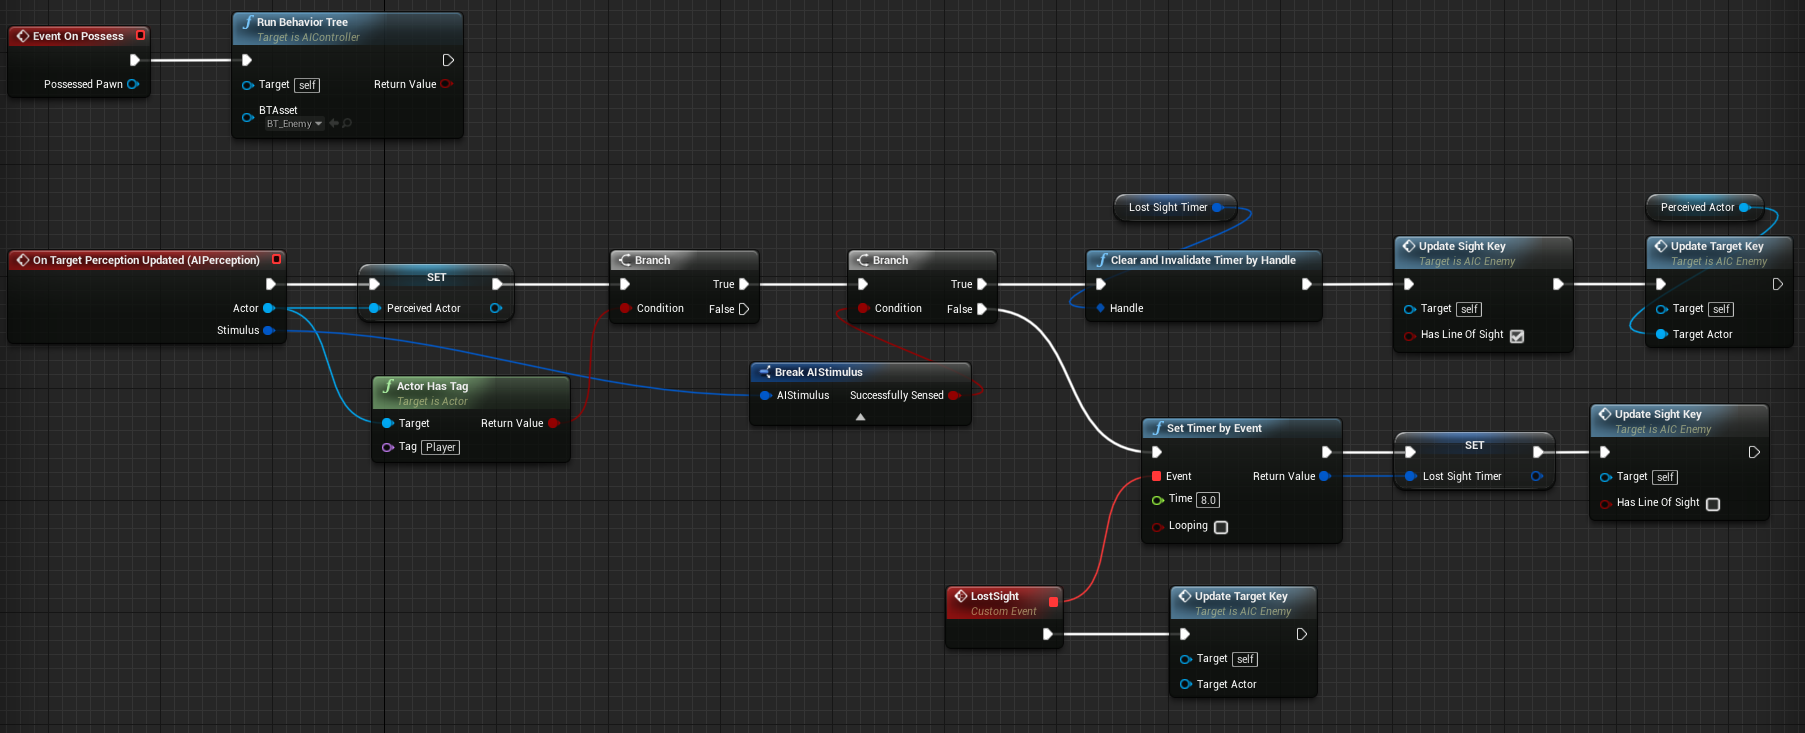 Event On Possess
Possessed Pawn
Run Behavior Tree
Target is AIController
Target self
Return Value
BTAsset
BT_Enemy
Lost Sight Timer
Perceived Actor
On Target Perception Updated (AIPerception)
Actor
Stimulus
SET
Perceived Actor
Branch
True
Condition
False
Branch
True
Condition
False
Clear and Invalidate Timer by Handle
Handle
Update Sight Key
Target is AIC Enemy
Target self
Has Line Of Sight
Update Target Key
Target is AIC Enemy
Target self
Target Actor
Actor Has Tag
Target is Actor
Target
Return Value
Tag Player
Break AIStimulus
AIStimulus
Successfully Sensed
Set Timer by Event
Event
Return Value
Time 8.0
Looping
SET
Lost Sight Timer
Update Sight Key
Target is AIC Enemy
Target self
Has Line Of Sight
LostSight
Custom Event
Update Target Key
Target is AIC Enemy
Target self
Target Actor